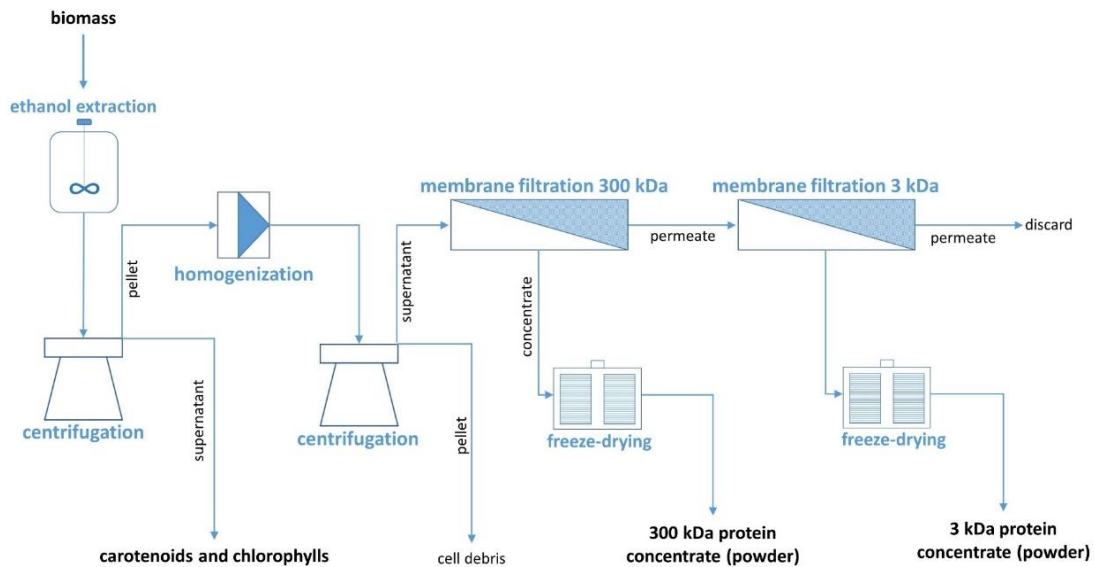 biomass
ethanol extraction
membrane filtration 300 kDa
membrane filtration 3 kDa
permeate
permeate
discard
pellet
homogenization
supernatant
concentrate
centrifugation
supernatant
centrifugation
pellet
freeze-drying
freeze-drying
carotenoids and chlorophylls
cell debris
300 kDa protein
concentrate (powder)
3 kDa protein
concentrate (powder)